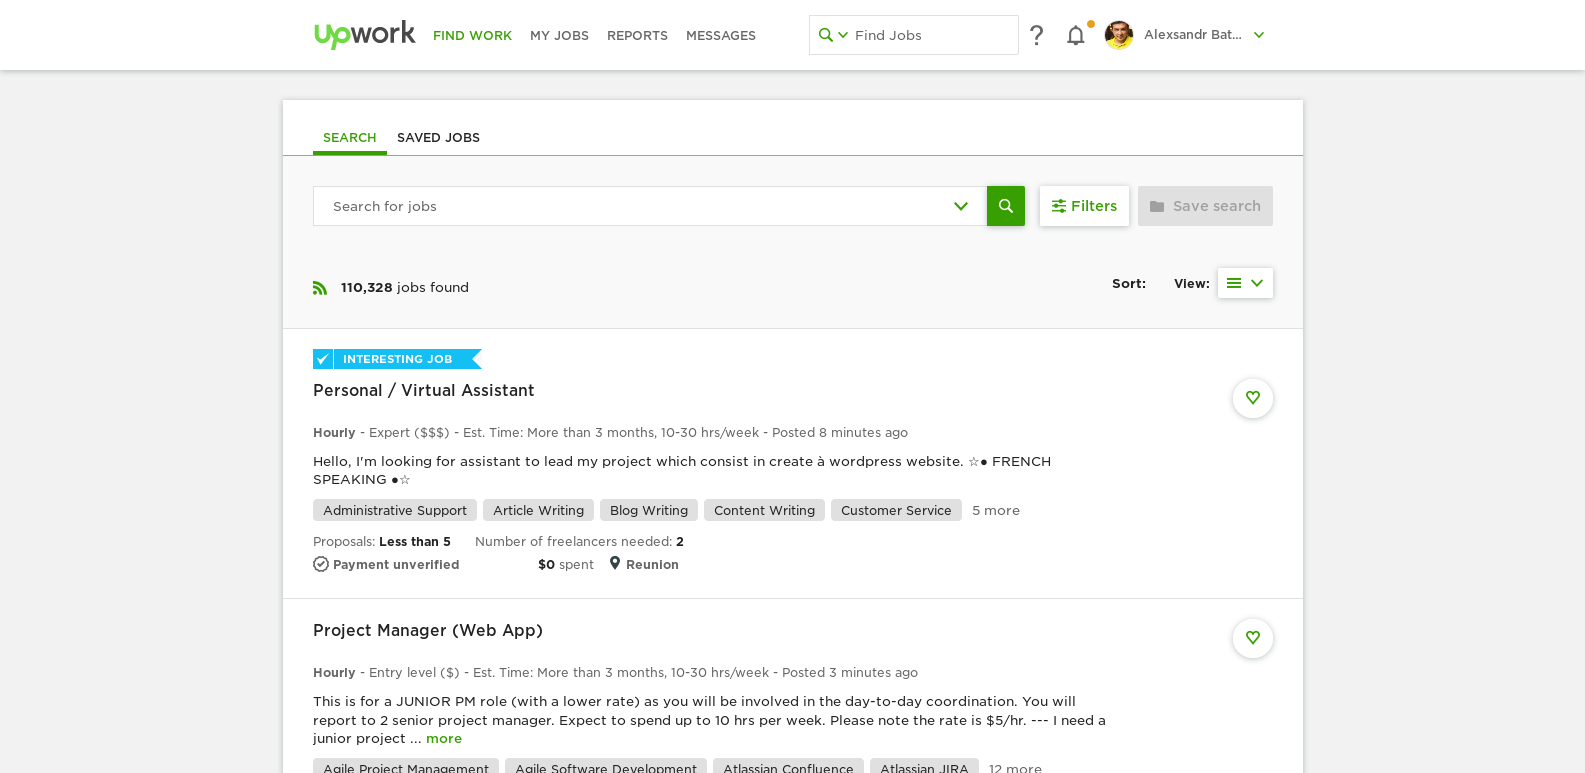 upwork FIND WORK MY JOBS REPORTS MESSAGES Find Jobs Alexsandr Bat...
SEARCH SAVED JOBS
Search for jobs Filters Save search
110,328 jobs found Sort: View:
INTERESTING JOB
Personal / Virtual Assistant
Hourly - Expert ($$$) - Est. Time: More than 3 months, 10-30 hrs/week - Posted 8 minutes ago
Hello, I'm looking for assistant to lead my project which consist in create à wordpress website. ☆● FRENCH
SPEAKING ●☆
Administrative Support Article Writing Blog Writing Content Writing Customer Service 5 more
Proposals: Less than 5 Number of freelancers needed: 2
Payment unverified $0 spent Reunion
Project Manager (Web App)
Hourly - Entry level ($) - Est. Time: More than 3 months, 10-30 hrs/week - Posted 3 minutes ago
This is for a JUNIOR PM role (with a lower rate) as you will be involved in the day-to-day coordination. You will
report to 2 senior project manager. Expect to spend up to 10 hrs per week. Please note the rate is $5/hr. --- I need a
junior project ... more
Agile Project Management Agile Software Development Atlassian Confluence Atlassian JIRA 12 more